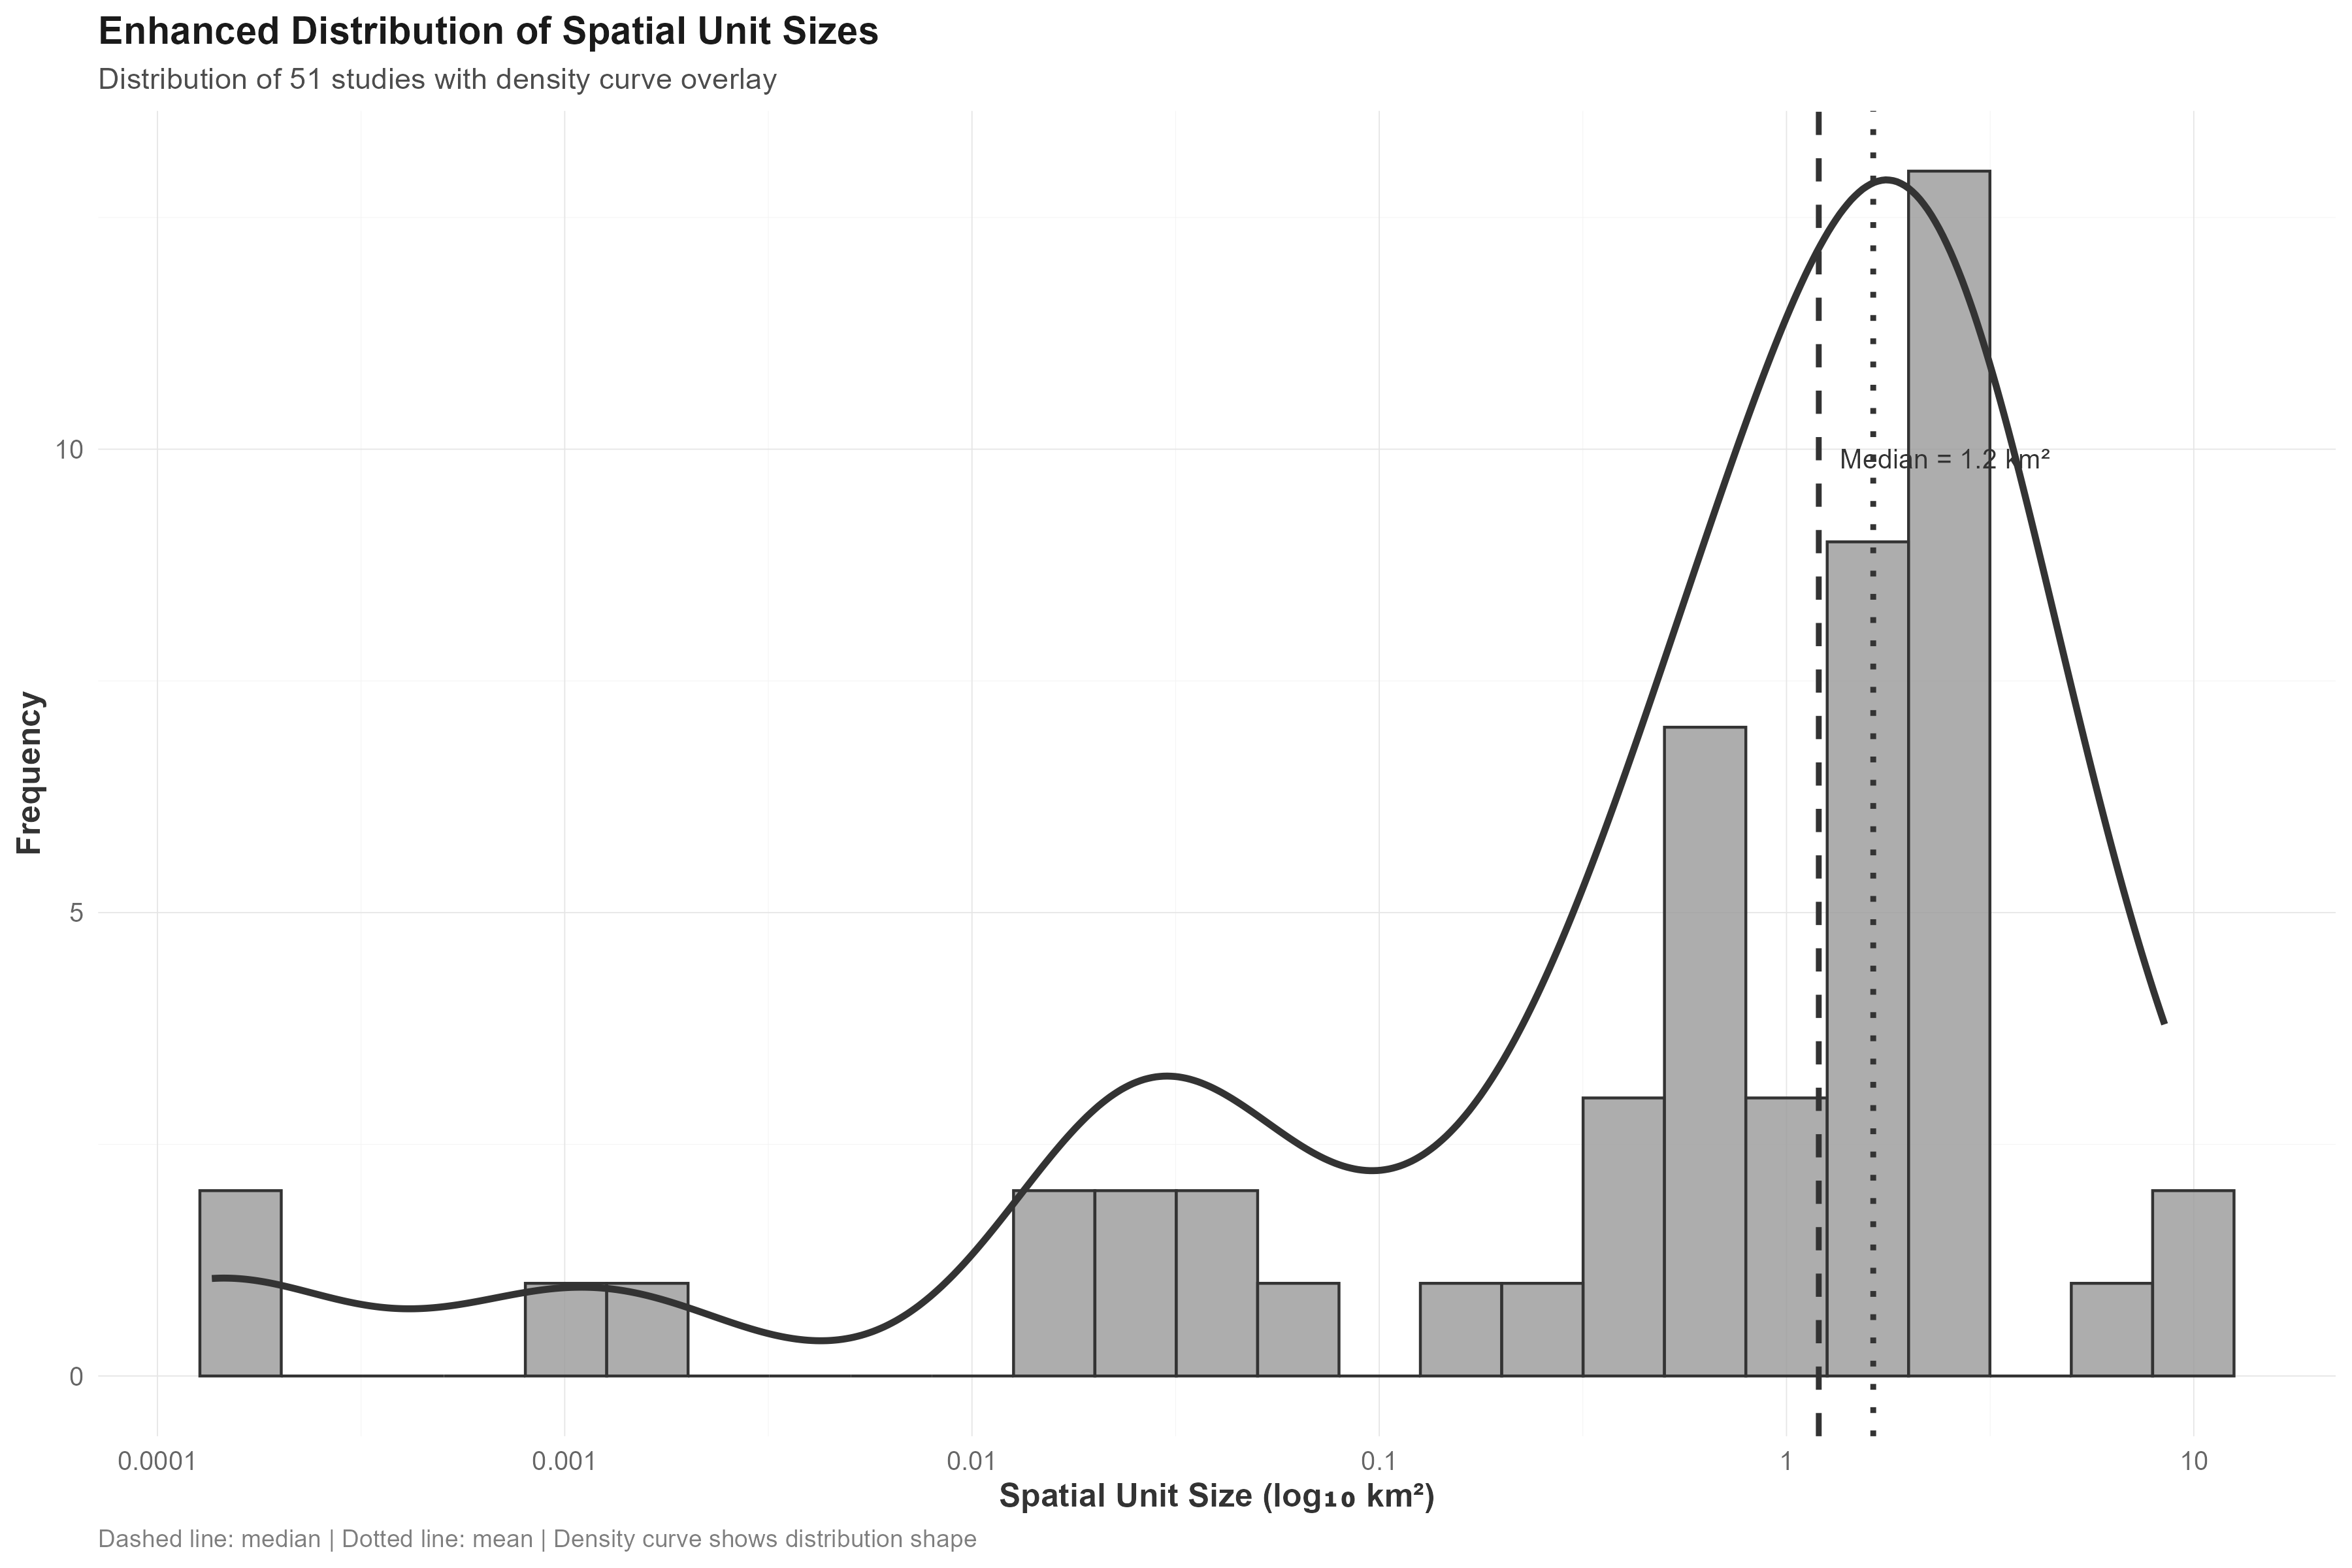 Enhanced Distribution of Spatial Unit Sizes
Distribution of 51 studies with density curve overlay
Frequency
10
5
0
Median = 1.2 km²
0.0001
0.001
0.01
0.1
1
10
Spatial Unit Size (log₁₀ km²)
Dashed line: median | Dotted line: mean | Density curve shows distribution shape